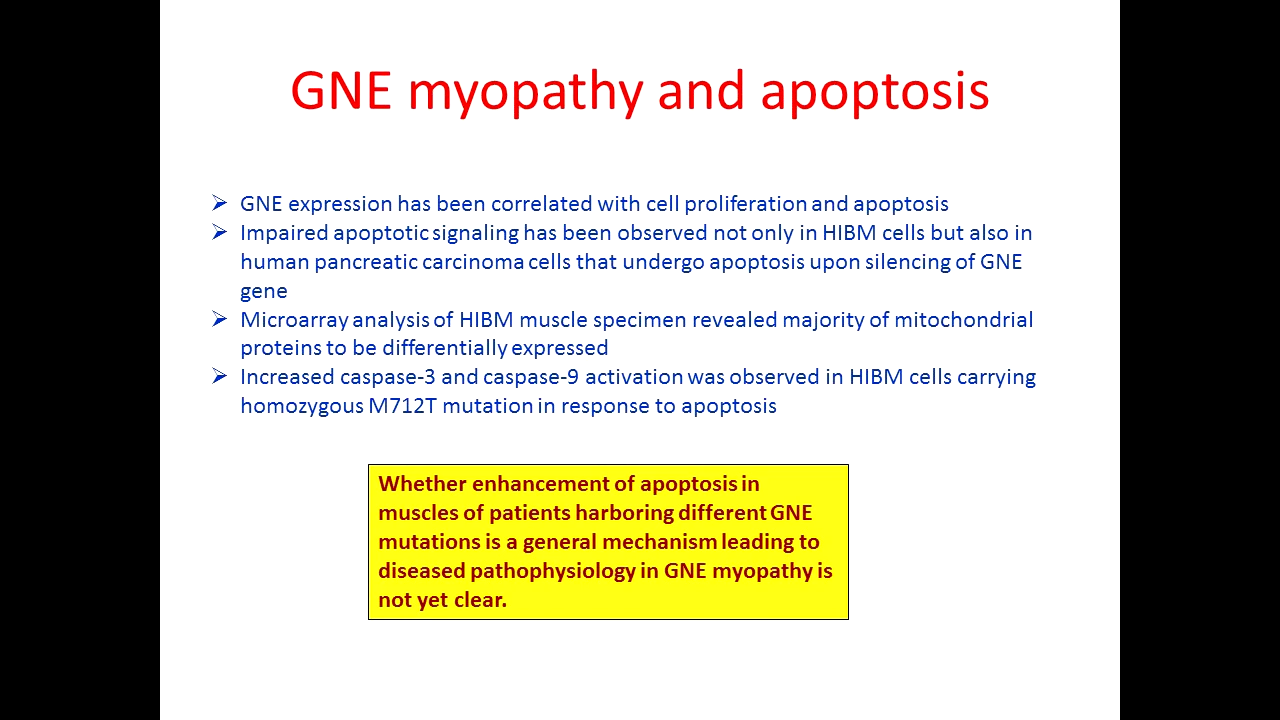 GNE myopathy and apoptosis
➢ GNE expression has been correlated with cell proliferation and apoptosis
➢ Impaired apoptotic signaling has been observed not only in HIBM cells but also in
human pancreatic carcinoma cells that undergo apoptosis upon silencing of GNE
gene
➢ Microarray analysis of HIBM muscle specimen revealed majority of mitochondrial
proteins to be differentially expressed
➢ Increased caspase-3 and caspase-9 activation was observed in HIBM cells carrying
homozygous M712T mutation in response to apoptosis
Whether enhancement of apoptosis in
muscles of patients harboring different GNE
mutations is a general mechanism leading to
diseased pathophysiology in GNE myopathy is
not yet clear.